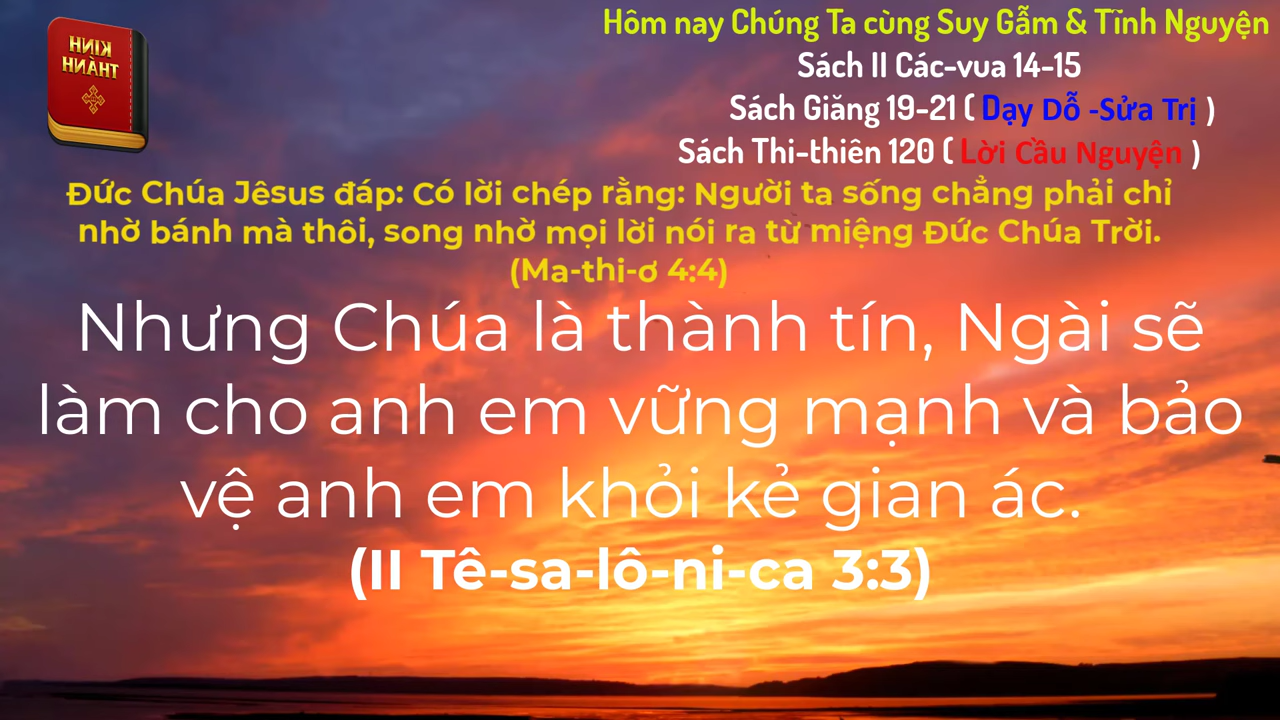 Hôm nay Chúng Ta cùng Suy Gẫm & Tĩnh Nguyện
Sách II Các-vua 14-15
Sách Giăng 19-21 ( Dạy Dỗ -Sửa Trị )
Sách Thi-thiên 120 ( Lời Cầu Nguyện )
KINH
THÀNH
Đức Chúa Jêsus đáp: Có lời chép rằng: Người ta sống chẳng phải chỉ
nhờ bánh mà thôi, song nhờ mọi lời nói ra từ miệng Đức Chúa Trời.
(Ma-thi-ơ 4:4)
Nhưng Chúa là thành tín, Ngài sẽ
làm cho anh em vững mạnh và bảo
vệ anh em khỏi kẻ gian ác.
(II Tê-sa-lô-ni-ca 3:3)